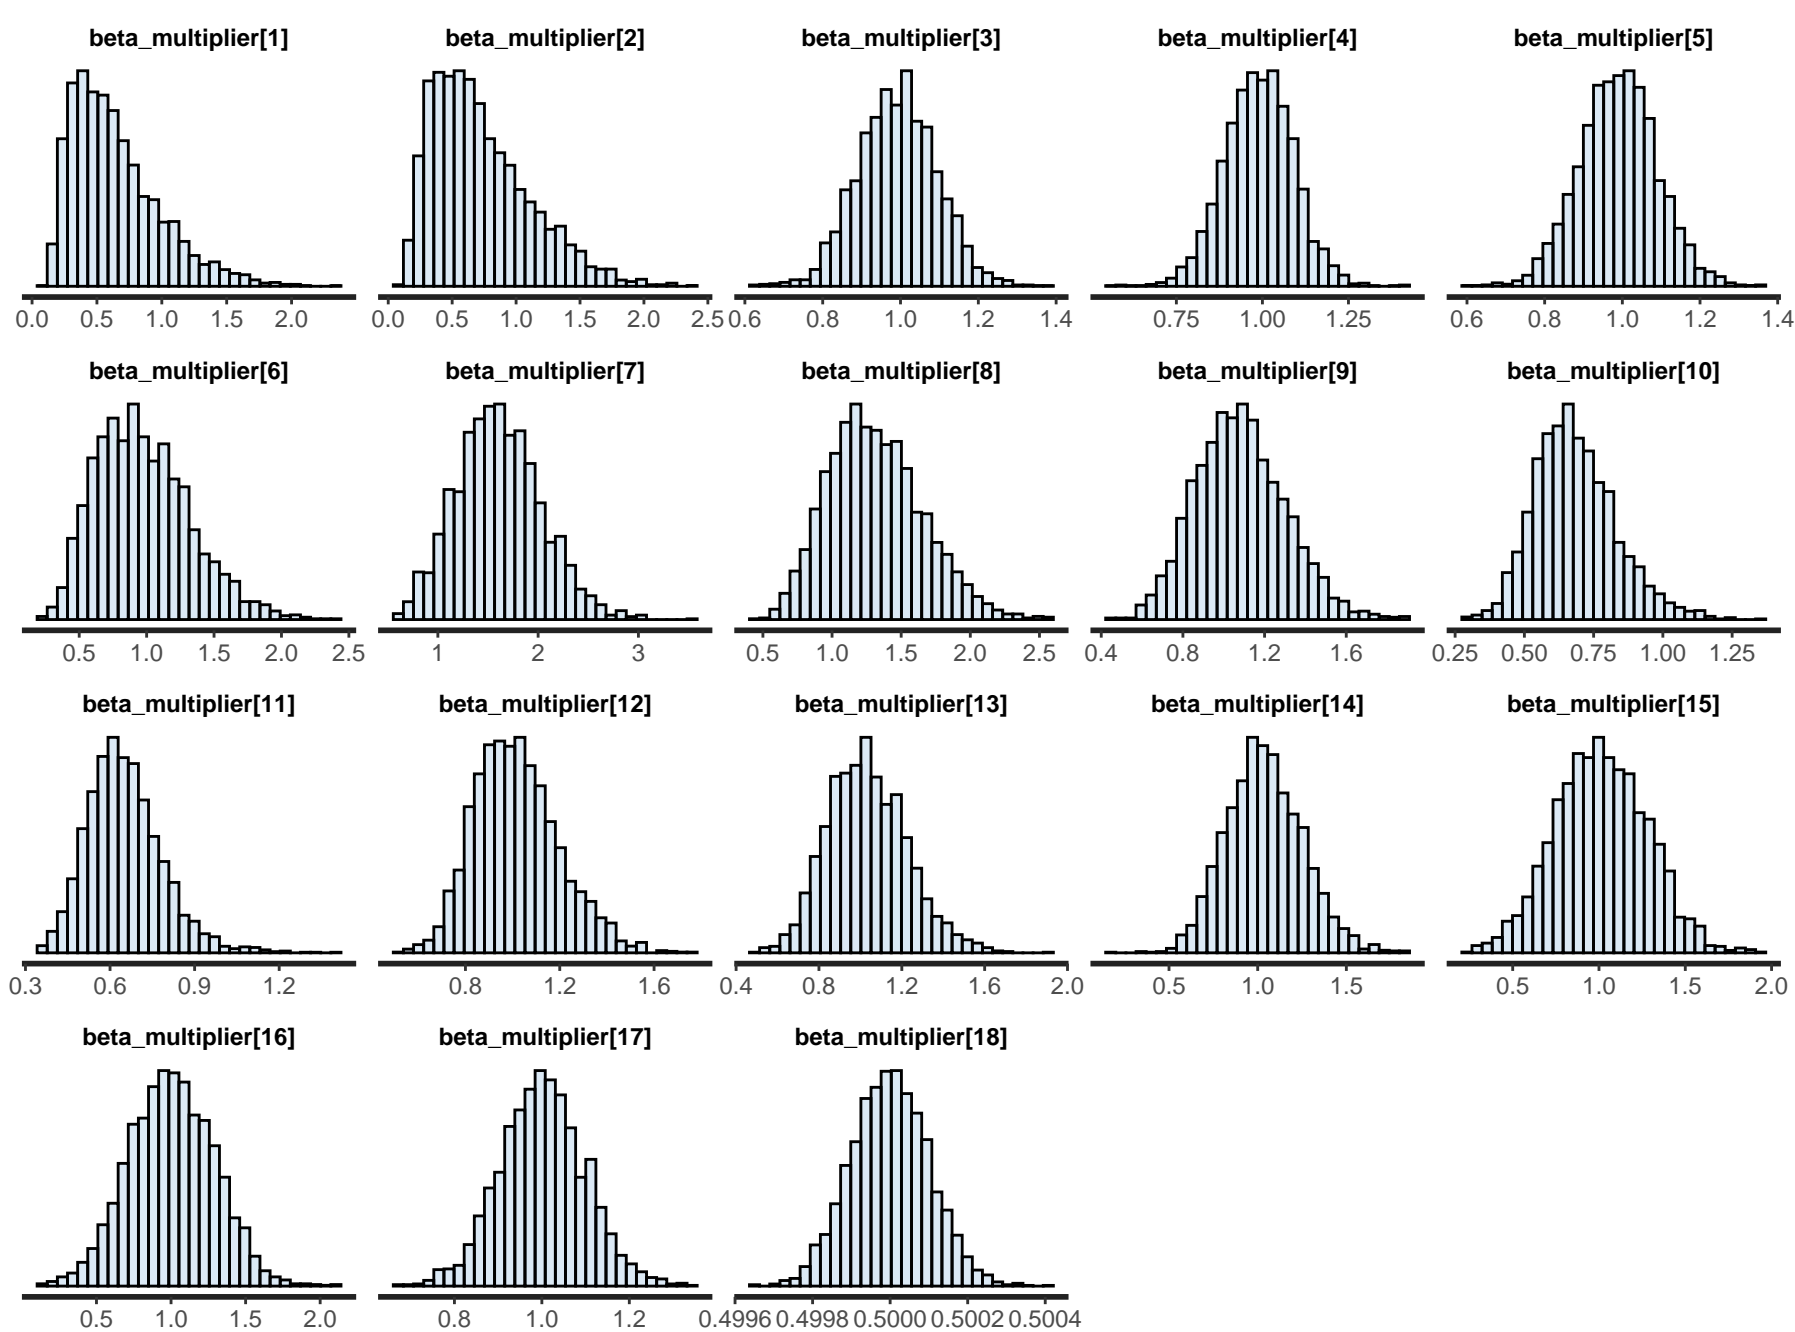 beta_multiplier[1] beta_multiplier[2] beta_multiplier[3] beta_multiplier[4] beta_multiplier[5]
0.0 0.5 1.0 1.5 2.0 0.0 0.5 1.0 1.5 2.0 2.5 0.6 0.8 1.0 1.2 1.4 0.75 1.00 1.25 0.6 0.8 1.0 1.2 1.4
beta_multiplier[6] beta_multiplier[7] beta_multiplier[8] beta_multiplier[9] beta_multiplier[10]
0.5 1.0 1.5 2.0 2.5 1 2 3 0.5 1.0 1.5 2.0 2.5 0.4 0.8 1.2 1.6 0.25 0.50 0.75 1.00 1.25
beta_multiplier[11] beta_multiplier[12] beta_multiplier[13] beta_multiplier[14] beta_multiplier[15]
0.3 0.6 0.9 1.2 0.8 1.2 1.6 0.4 0.8 1.2 1.6 2.0 0.5 1.0 1.5 0.5 1.0 1.5 2.0
beta_multiplier[16] beta_multiplier[17] beta_multiplier[18]
0.5 1.0 1.5 2.0 0.8 1.0 1.2 0.4996 0.4998 0.5000 0.5002 0.5004